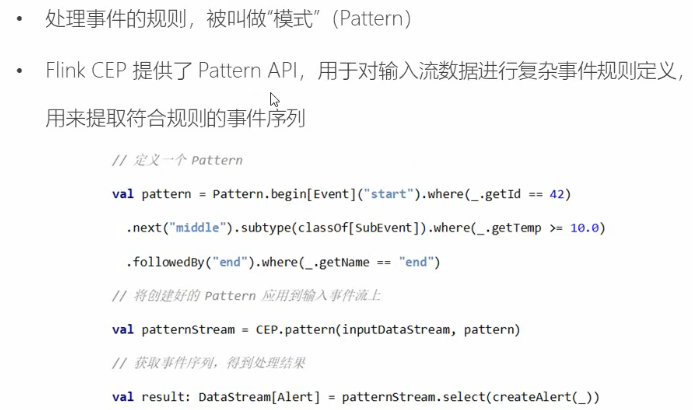 • 处理事件的规则，被叫做“模式”（Pattern）
• Flink CEP 提供了 Pattern API，用于对输入流数据进行复杂事件规则定义，
用来提取符合规则的事件序列
// 定义一个 Pattern
val pattern = Pattern.begin[Event]("start").where(_.getId == 42)
.next("middle").subtype(classOf[SubEvent]).where(_.getTemp >= 10.0)
.followedBy("end").where(_.getName == "end")
// 将创建好的 Pattern 应用到输入事件流上
val patternStream = CEP.pattern(inputDataStream, pattern)
// 获取事件序列，得到处理结果
val result: DataStream[Alert] = patternStream.select(createAlert(_))